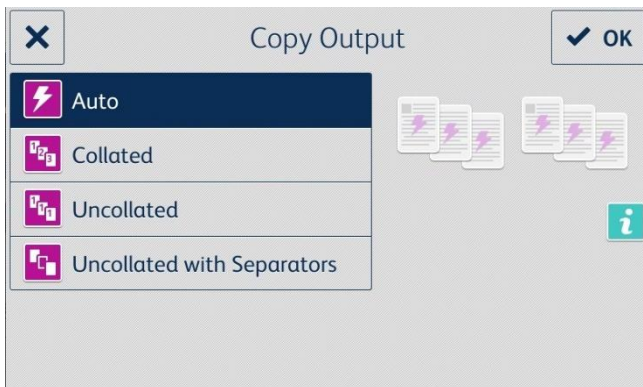 Copy Output
OK
Auto
Collated
Uncollated
Uncollated with Separators